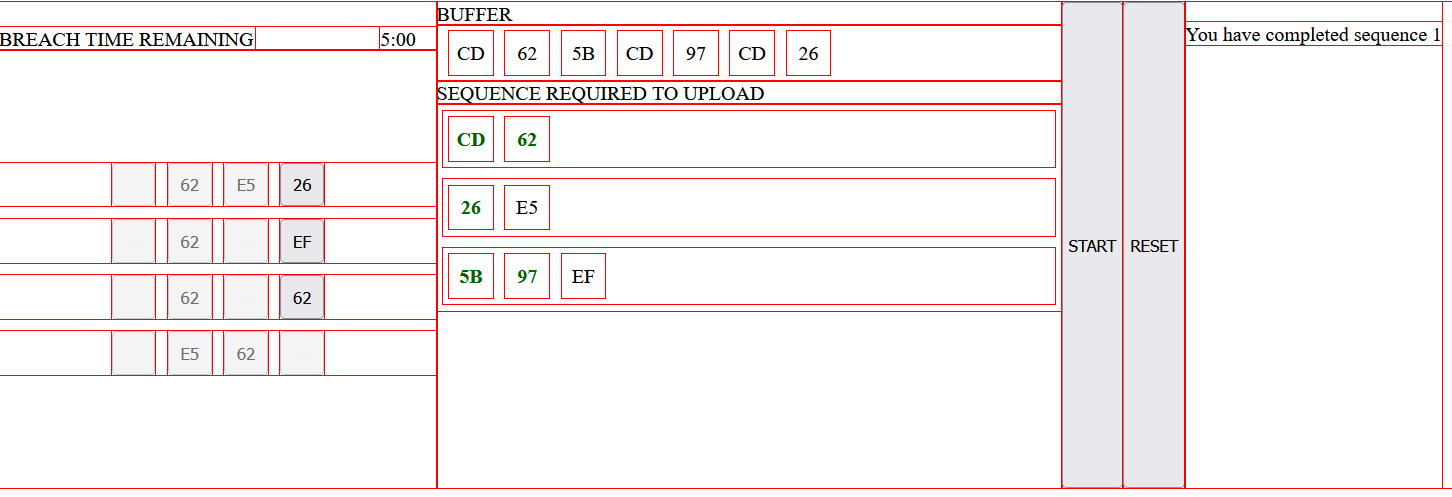 BREACH TIME REMAINING 5:00
62 E5 26
62 EF
62 62
E5 62
BUFFER
CD 62 5B CD 97 CD 26
SEQUENCE REQUIRED TO UPLOAD
CD 62
26 E5
5B 97 EF
START RESET
You have completed sequence 1